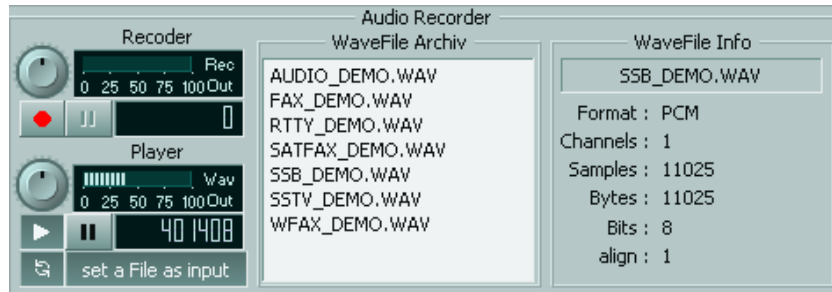 Audio Recorder
Recoder
Rec
0 25 50 75 100 Out
0
Player
Wav
0 25 50 75 100 Out
401408
set a File as input
WaveFile Archiv
AUDIO_DEMO.WAV
FAX_DEMO.WAV
RTTY_DEMO.WAV
SATFAX_DEMO.WAV
SSB_DEMO.WAV
SSTV_DEMO.WAV
WFAX_DEMO.WAV
WaveFile Info
SSB_DEMO.WAV
Format : PCM
Channels : 1
Samples : 11025
Bytes : 11025
Bits : 8
align : 1